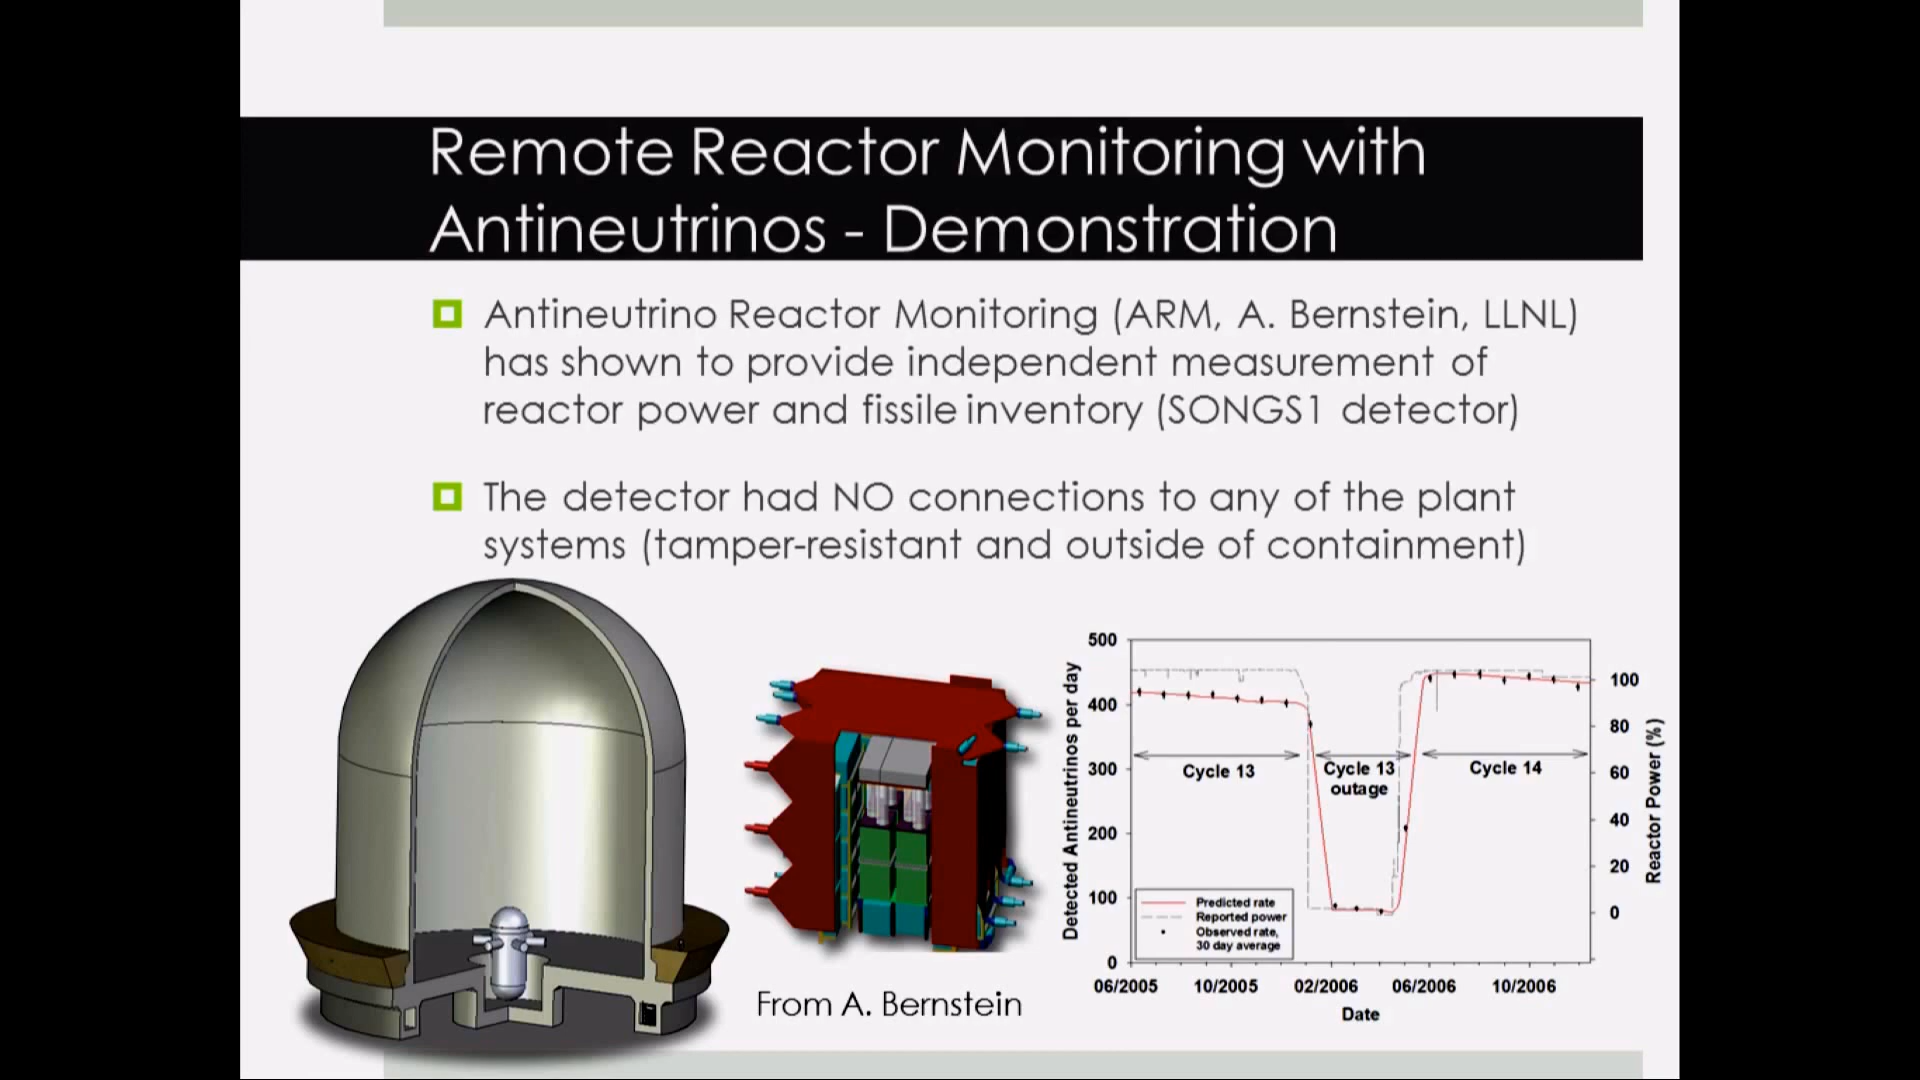 Remote Reactor Monitoring with
Antineutrinos - Demonstration
Antineutrino Reactor Monitoring (ARM, A. Bernstein, LLNL)
has shown to provide independent measurement of
reactor power and fissile inventory (SONGS1 detector)
The detector had NO connections to any of the plant
systems (tamper-resistant and outside of containment)
From A. Bernstein
Detected Antineutrinos per day
500
400
300
200
100
0
Cycle 13
Cycle 13
outage
Cycle 14
Predicted rate
Reported power
Observed rate,
30 day average
100
80
60
40
20
0
Reactor Power (%)
06/2005 10/2005 02/2006 06/2006 10/2006
Date